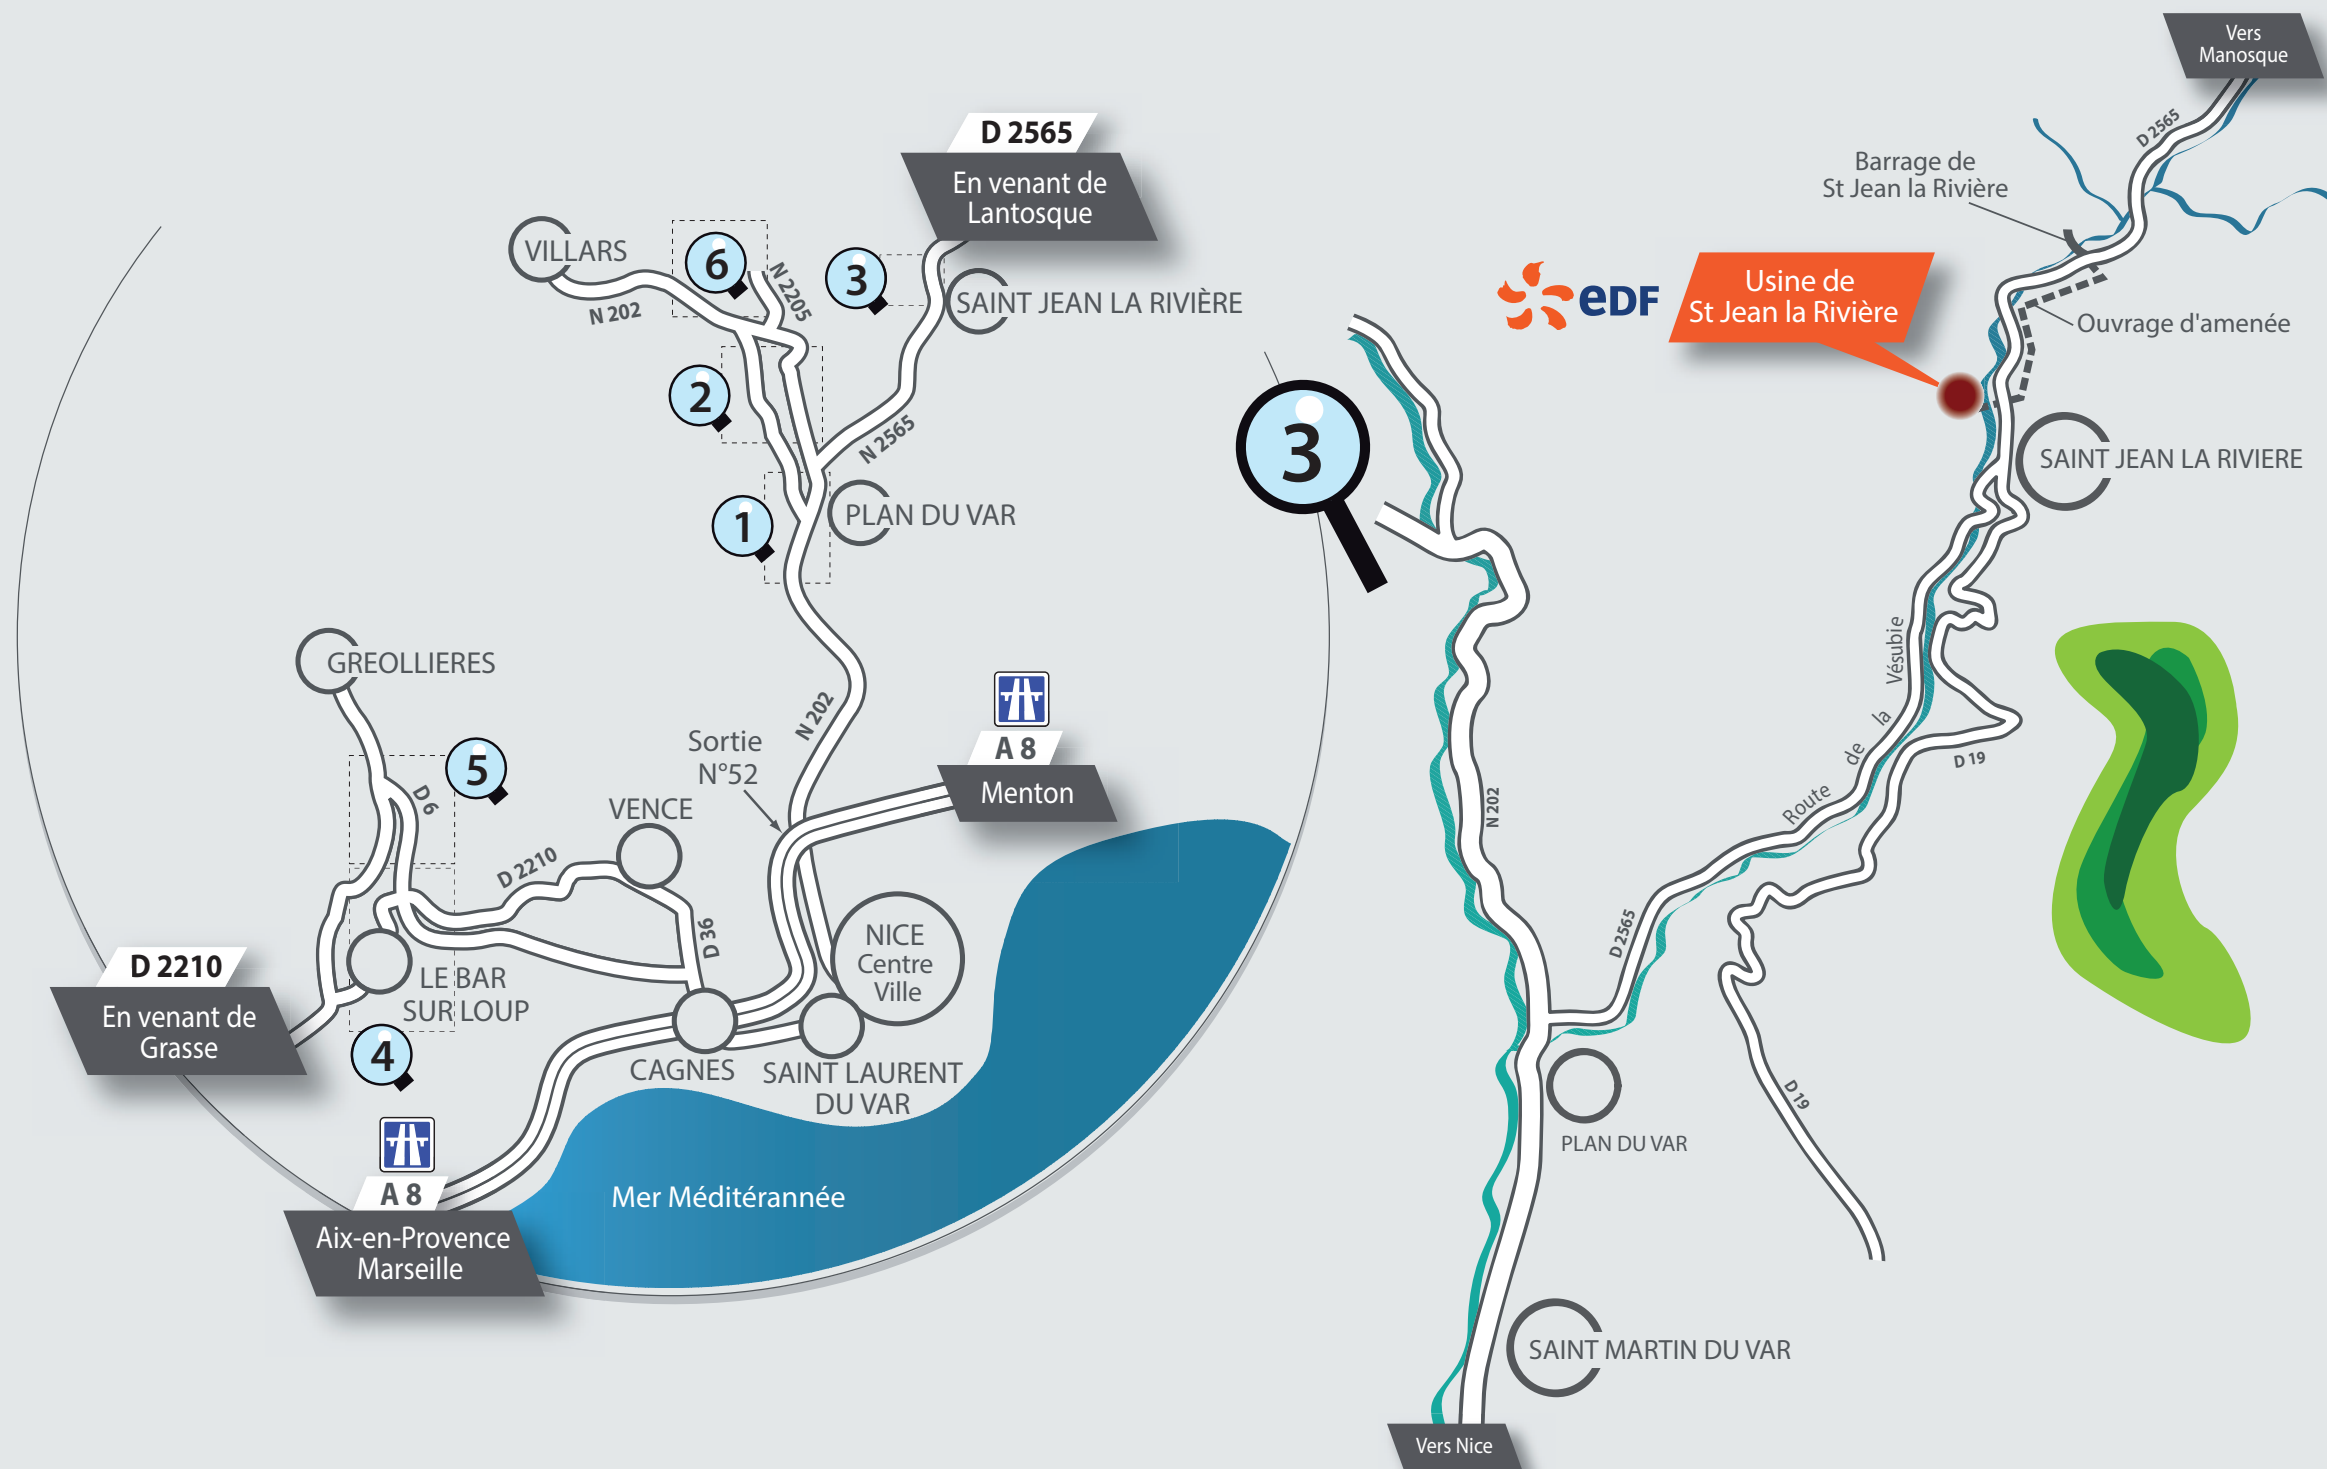 D 2565
En venant de
Lantosque
VILLARS
6
N 2205
3
SAINT JEAN LA RIVIÈRE
N 202
2
N 2565
1
PLAN DU VAR
GREOLLIERES
N 202
A 8
Menton
Sortie
N°52
5
D 6
VENCE
D 2210
D 36
NICE
Centre
Ville
D 2210
En venant de
Grasse
LE BAR
SUR LOUP
4
CAGNES
SAINT LAURENT
DU VAR
A 8
Aix-en-Provence
Marseille
Mer Méditérannée
3
Vers
Manosque
D 2565
Barrage de
St Jean la Rivière
eDF
Usine de
St Jean la Rivière
Ouvrage d'amenée
SAINT JEAN LA RIVIERE
Route de la Vésubie
D 19
N 202
D 2565
D 19
PLAN DU VAR
SAINT MARTIN DU VAR
Vers Nice